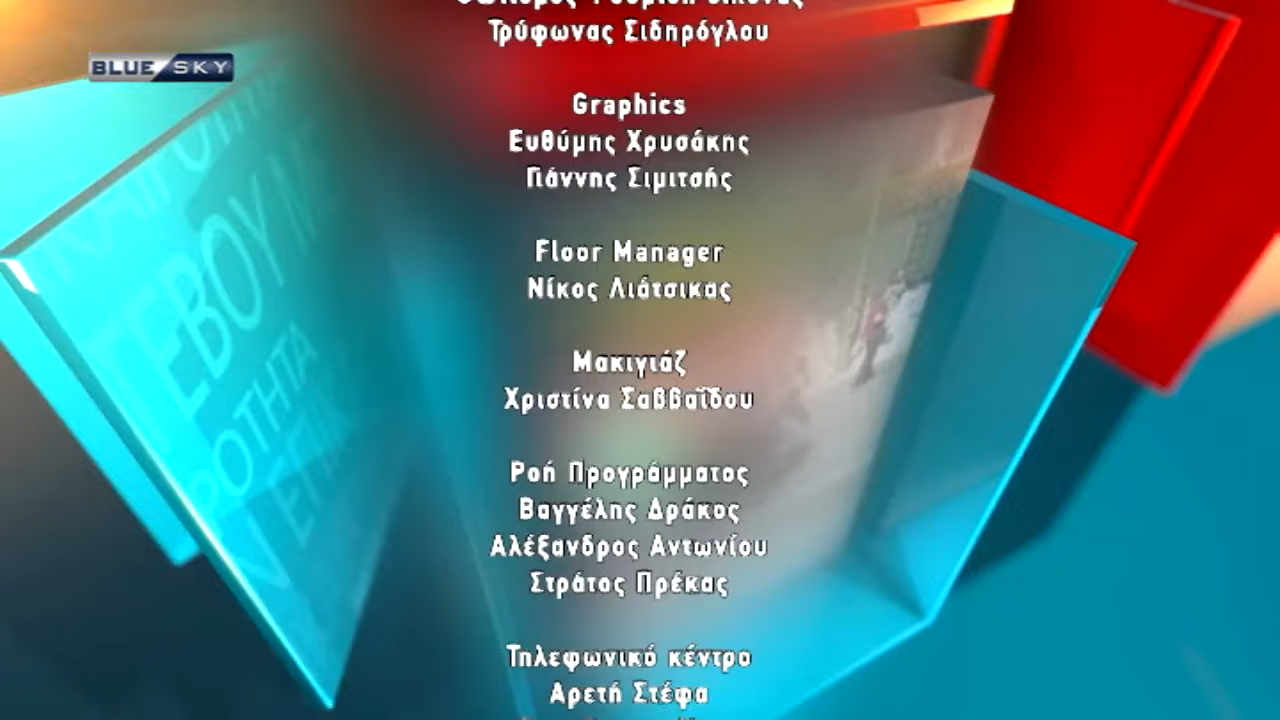 Τρύφωνας Σιδηρόγλου
BLUE SKY
Graphics
Ευθύμης Χρυσάκης
Γιάννης Σιμιτσής
Floor Manager
Νίκος Λιάτσικας
Μακιγιάζ
Χριστίνα Σαββαΐδου
Ροή Προγράμματος
Βαγγέλης Δράκος
Αλέξανδρος Αντωνίου
Στράτος Πρέκας
Τηλεφωνικό κέντρο
Αρετή Στέφα